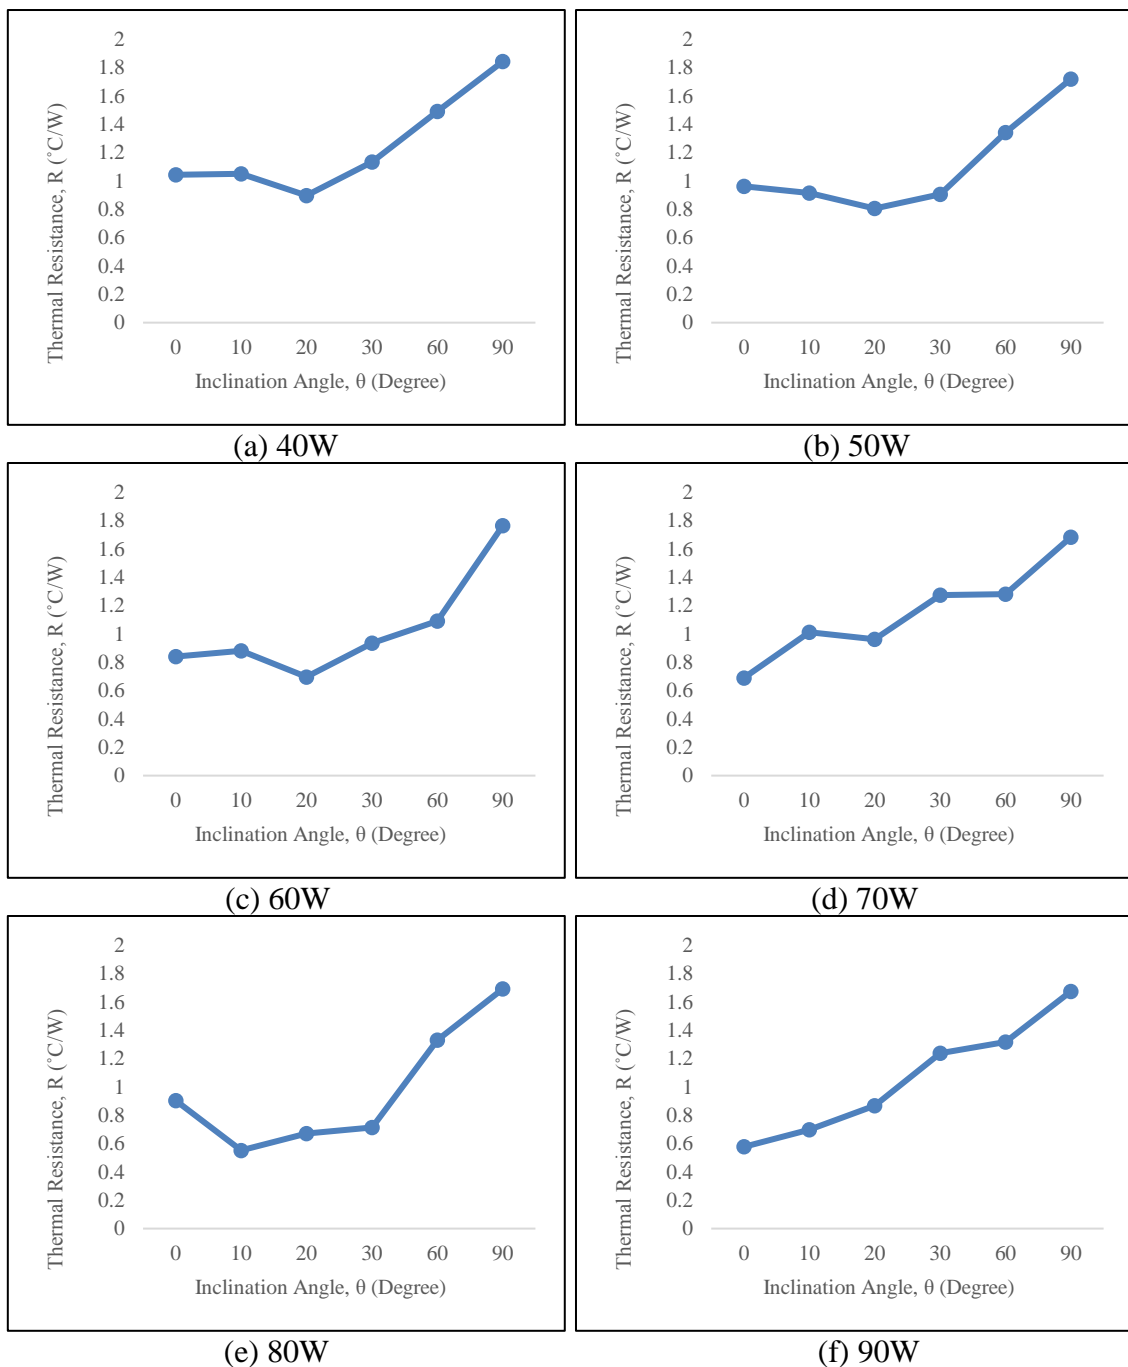 Thermal Resistance, R (˚C/W)
2
1.8
1.6
1.4
1.2
1
0.8
0.6
0.4
0.2
0
0 10 20 30 60 90
Inclination Angle, θ (Degree)
(a) 40W
Thermal Resistance, R (˚C/W)
2
1.8
1.6
1.4
1.2
1
0.8
0.6
0.4
0.2
0
0 10 20 30 60 90
Inclination Angle, θ (Degree)
(b) 50W
Thermal Resistance, R (˚C/W)
2
1.8
1.6
1.4
1.2
1
0.8
0.6
0.4
0.2
0
0 10 20 30 60 90
Inclination Angle, θ (Degree)
(c) 60W
Thermal Resistance, R (˚C/W)
2
1.8
1.6
1.4
1.2
1
0.8
0.6
0.4
0.2
0
0 10 20 30 60 90
Inclination Angle, θ (Degree)
(d) 70W
Thermal Resistance, R (˚C/W)
2
1.8
1.6
1.4
1.2
1
0.8
0.6
0.4
0.2
0
0 10 20 30 60 90
Inclination Angle, θ (Degree)
(e) 80W
Thermal Resistance, R (˚C/W)
2
1.8
1.6
1.4
1.2
1
0.8
0.6
0.4
0.2
0
0 10 20 30 60 90
Inclination Angle, θ (Degree)
(f) 90W